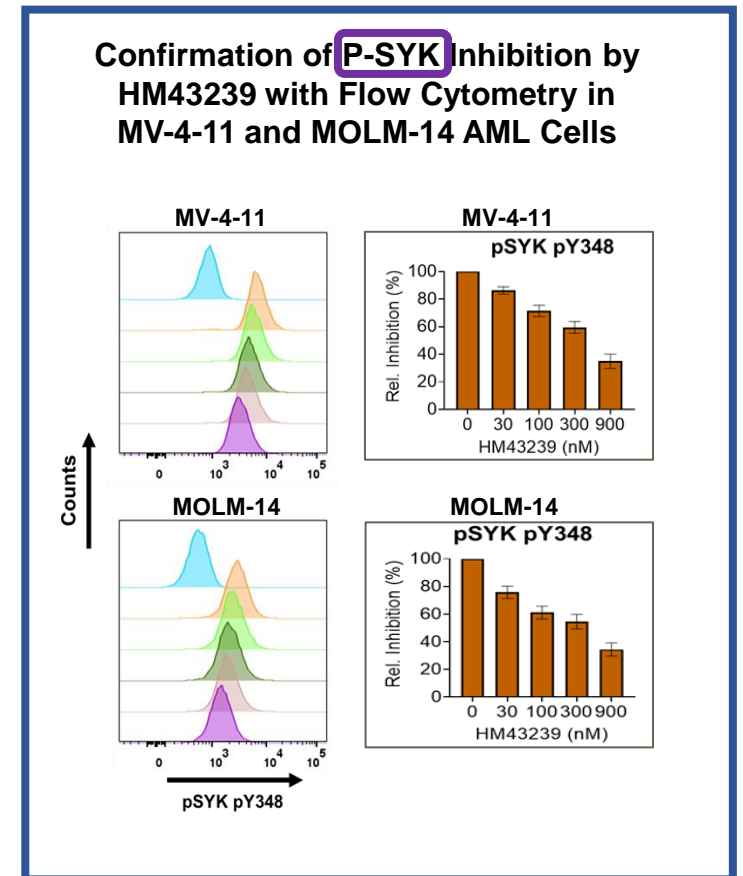 Confirmation of P-SYK Inhibition by
HM43239 with Flow Cytometry in
MV-4-11 and MOLM-14 AML Cells
MV-4-11
Counts
0 10³ 10⁴ 10⁵
MV-4-11
pSYK pY348
Rel. Inhibition (%)
100
80
60
40
20
0
0 30 100 300 900
HM43239 (nM)
MOLM-14
0 10³ 10⁴ 10⁵
pSYK pY348
MOLM-14
pSYK pY348
Rel. Inhibition (%)
100
80
60
40
20
0
0 30 100 300 900
HM43239 (nM)